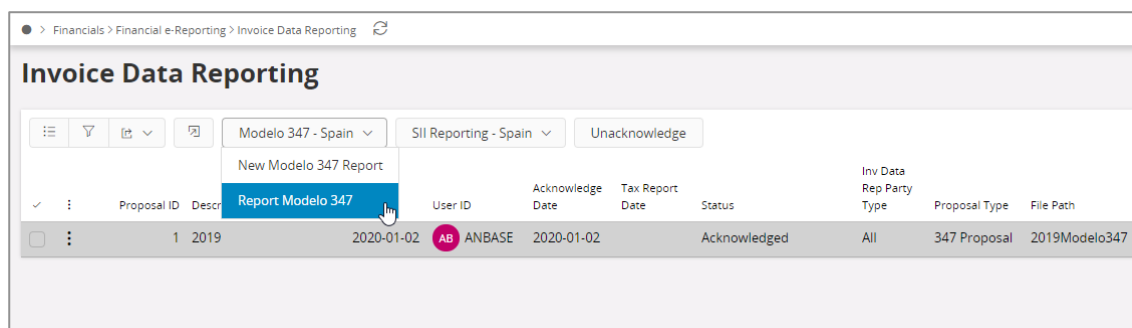 Financials > Financial e-Reporting > Invoice Data Reporting
Invoice Data Reporting
Modelo 347 - Spain
SII Reporting - Spain
Unacknowledge
New Modelo 347 Report
Report Modelo 347
Proposal ID
Descr
User ID
Acknowledge Date
Tax Report Date
Status
Inv Data Rep Party Type
Proposal Type
File Path
1 2019 2020-01-02 AB ANBASE 2020-01-02 Acknowledged All 347 Proposal 2019Modelo347